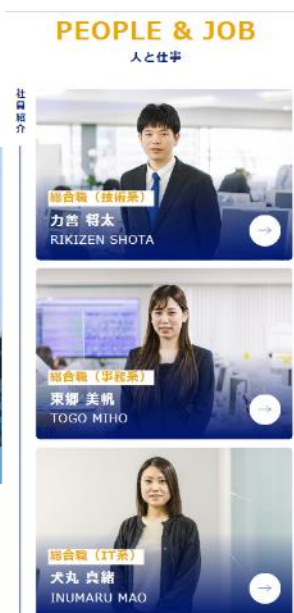 PEOPLE & JOB
人と仕事
社員紹介
総合職（技術系）
力善 将太
RIKIZEN SHOTA
総合職（事務系）
東郷 美帆
TOGO MIHO
総合職（IT系）
犬丸 真緒
INUMARU MAO